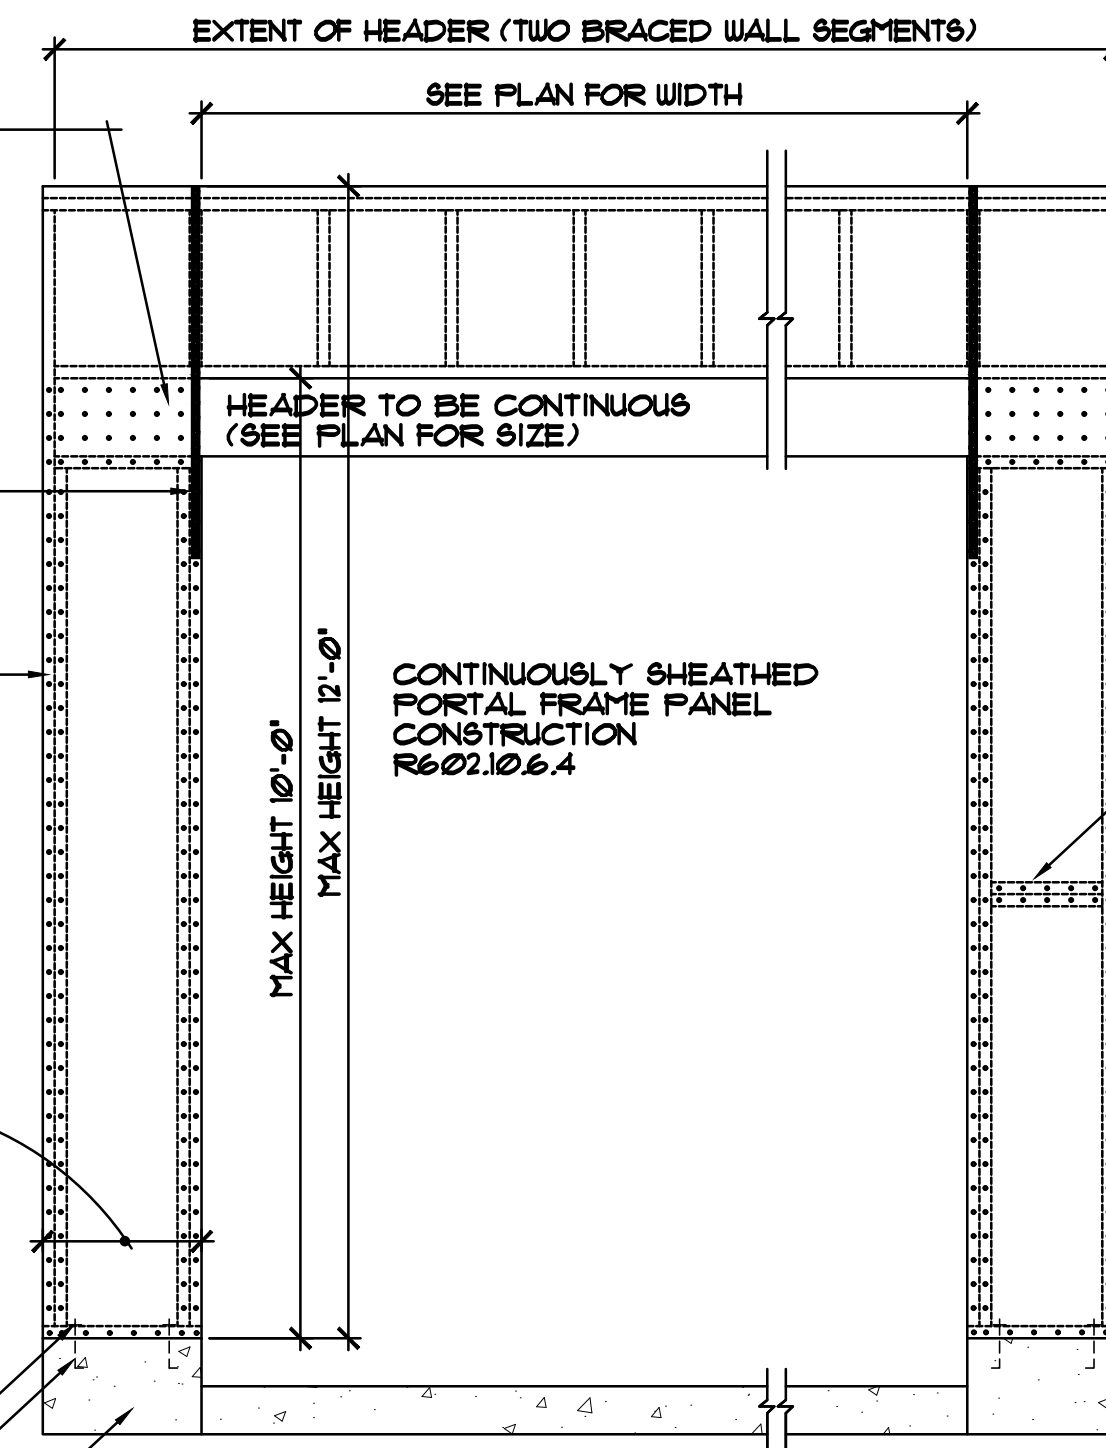 EXTENT OF HEADER (TWO BRACED WALL SEGMENTS)
SEE PLAN FOR WIDTH
HEADER TO BE CONTINUOUS
(SEE PLAN FOR SIZE)
MAX HEIGHT 10'-0"
MAX HEIGHT 12'-0"
CONTINUOUSLY SHEATHED
PORTAL FRAME PANEL
CONSTRUCTION
R602.10.6.4